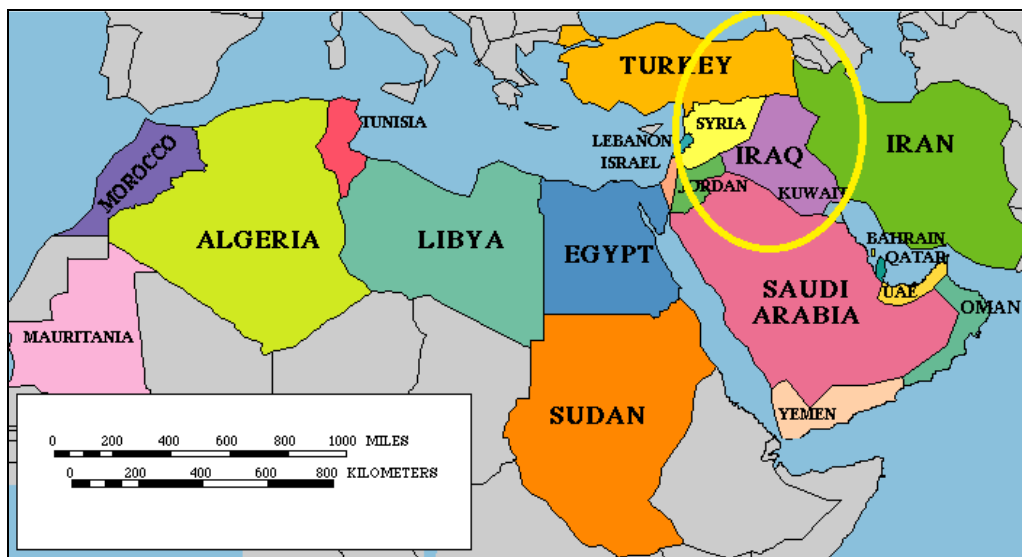 TURKEY
SYRIA
TUNISIA
LEBANON
ISRAEL
IRAQ
IRAN
MOROCCO
JORDAN
KUWAIT
ALGERIA
LIBYA
EGYPT
BAHRAIN
QATAR
SAUDI
ARABIA
UAE
OMAN
MAURITANIA
SUDAN
YEMEN
0 200 400 600 800 1000 MILES
0 200 400 600 800 KILOMETERS